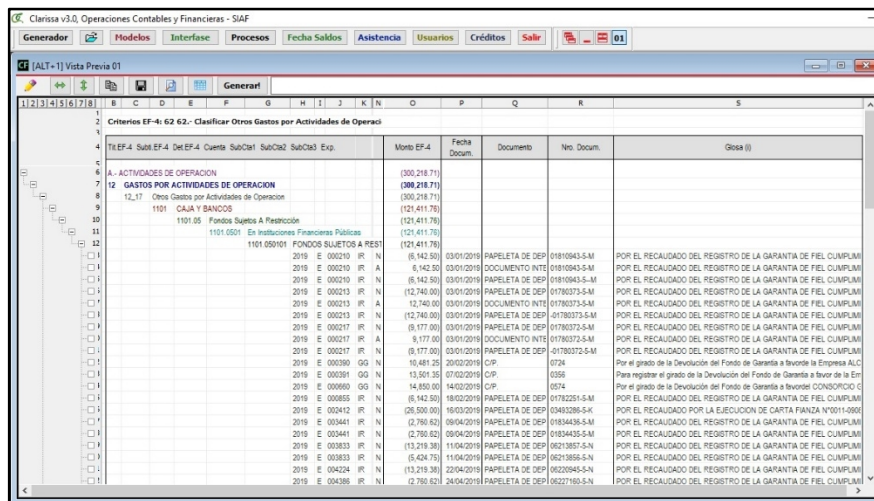 Clarissa v3.0, Operaciones Contables y Financieras - SIAF
Generador Modelos Interfase Procesos Fecha Saldos Asistencia Usuarios Créditos Salir 01
CF [ALT+1] Vista Previa 01
Generar!
1 2 3 4 5 6 7 8 B C D E F G H I J K N O P Q R S
1
2 Criterios EF-4: 62 62.- Clasificar Otros Gastos por Actividades de Operaci
3
4 Tit.EF-4 Subti.EF-4 Det.EF-4 Cuenta SubCta1 SubCta2 SubCta3 Exp. Monto EF-4 Fecha Docum. Documento Nro. Docum. Glosa (i)
5
6 A.- ACTIVIDADES DE OPERACION (300,218.71)
7 12 GASTOS POR ACTIVIDADES DE OPERACION (300,218.71)
8 12_17 Otros Gastos por Actividades de Operacion (300,218.71)
9 1101 CAJA Y BANCOS (121,411.76)
10 1101.05 Fondos Sujetos A Restricción (121,411.76)
11 1101.0501 En Instituciones Financieras Públicas (121,411.76)
12 1101.050101 FONDOS SUJETOS A REST (121,411.76)
2019 E 000210 IR N (6,142.50) 03/01/2019 PAPELETA DE DEP 01810943-5-M POR EL RECAUDADO DEL REGISTRO DE LA GARANTIA DE FIEL CUMPLIMI
2019 E 000210 IR A 6,142.50 03/01/2019 DOCUMENTO INTE 01810943-5-M POR EL RECAUDADO DEL REGISTRO DE LA GARANTIA DE FIEL CUMPLIMI
2019 E 000210 IR N (6,142.50) 03/01/2019 PAPELETA DE DEP 01810943-5--M POR EL RECAUDADO DEL REGISTRO DE LA GARANTIA DE FIEL CUMPLIMI
2019 E 000213 IR N (12,740.00) 03/01/2019 PAPELETA DE DEP 01780373-5-M POR EL RECAUDADO DEL REGISTRO DE LA GARANTIA DE FIEL CUMPLIMI
2019 E 000213 IR A 12,740.00 03/01/2019 DOCUMENTO INTE 01780373-5-M POR EL RECAUDADO DEL REGISTRO DE LA GARANTIA DE FIEL CUMPLIMI
2019 E 000213 IR N (12,740.00) 03/01/2019 PAPELETA DE DEP -01780373-5-M POR EL RECAUDADO DEL REGISTRO DE LA GARANTIA DE FIEL CUMPLIMI
2019 E 000217 IR N (9,177.00) 03/01/2019 PAPELETA DE DEP 01780372-5-M POR EL RECAUDADO DEL REGISTRO DE LA GARANTIA DE FIEL CUMPLIMI
2019 E 000217 IR A 9,177.00 03/01/2019 DOCUMENTO INTE 01780372-5-M POR EL RECAUDADO DEL REGISTRO DE LA GARANTIA DE FIEL CUMPLIMI
2019 E 000217 IR N (9,177.00) 03/01/2019 PAPELETA DE DEP -01780372-5-M POR EL RECAUDADO DEL REGISTRO DE LA GARANTIA DE FIEL CUMPLIMI
2019 E 000390 GG N 10,481.25 20/02/2019 C/P. 0724 Por el girado de la Devolución del Fondo de Garantia a favorde la Empresa ALC
2019 E 000391 GG N 13,501.35 07/02/2019 C/P. 0356 Para registrar el girado de la Devolución del Fondo de Garantia a favor de la Em
2019 E 000660 GG N 14,850.00 14/02/2019 C/P. 0574 Por el girado de la Devolución del Fondo de Garantia a favordel CONSORCIO G
2019 E 000855 IR N (6,142.50) 18/02/2019 PAPELETA DE DEP 01782251-5-M POR EL RECAUDADO DEL REGISTRO DE LA GARANTIA DE FIEL CUMPLIMI
2019 E 002412 IR N (26,500.00) 16/03/2019 PAPELETA DE DEP 03493286-5-K POR EL RECAUDADO POR LA EJECUCION DE CARTA FIANZA N°0011-090
2019 E 003441 IR N (2,760.62) 09/04/2019 PAPELETA DE DEP 01834436-5-M POR EL RECAUDADO DEL REGISTRO DE LA GARANTIA DE FIEL CUMPLIMI
2019 E 003441 IR N (2,760.62) 09/04/2019 PAPELETA DE DEP 01834435-5-M POR EL RECAUDADO DEL REGISTRO DE LA GARANTIA DE FIEL CUMPLIMI
2019 E 003833 IR N (13,219.38) 11/04/2019 PAPELETA DE DEP 06213857-5-N POR EL RECAUDADO DEL REGISTRO DE LA GARANTIA DE FIEL CUMPLIMI
2019 E 003833 IR N (5,424.75) 11/04/2019 PAPELETA DE DEP 06213856-5-N POR EL RECAUDADO DEL REGISTRO DE LA GARANTIA DE FIEL CUMPLIMI
2019 E 004224 IR N (13,219.38) 22/04/2019 PAPELETA DE DEP 06220945-5-N POR EL RECAUDADO DEL REGISTRO DE LA GARANTIA DE FIEL CUMPLIMI
2019 E 004386 IR N (2,760.62) 24/04/2019 PAPELETA DE DEP 06227160-5-N POR EL RECAUDADO DEL REGISTRO DE LA GARANTIA DE FIEL CUMPLIMI